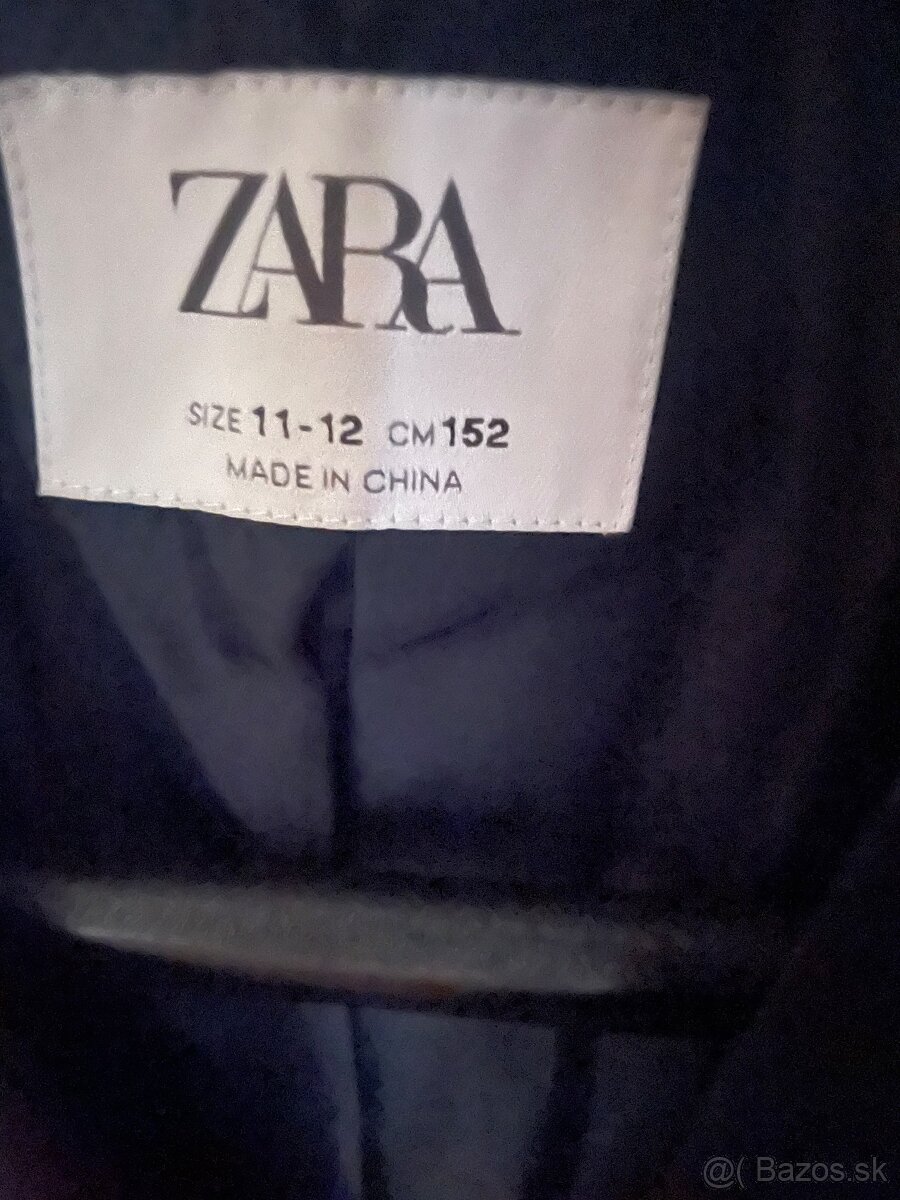 ZARA
SIZE 11-12 CM 152
MADE IN CHINA
@( Bazos.sk